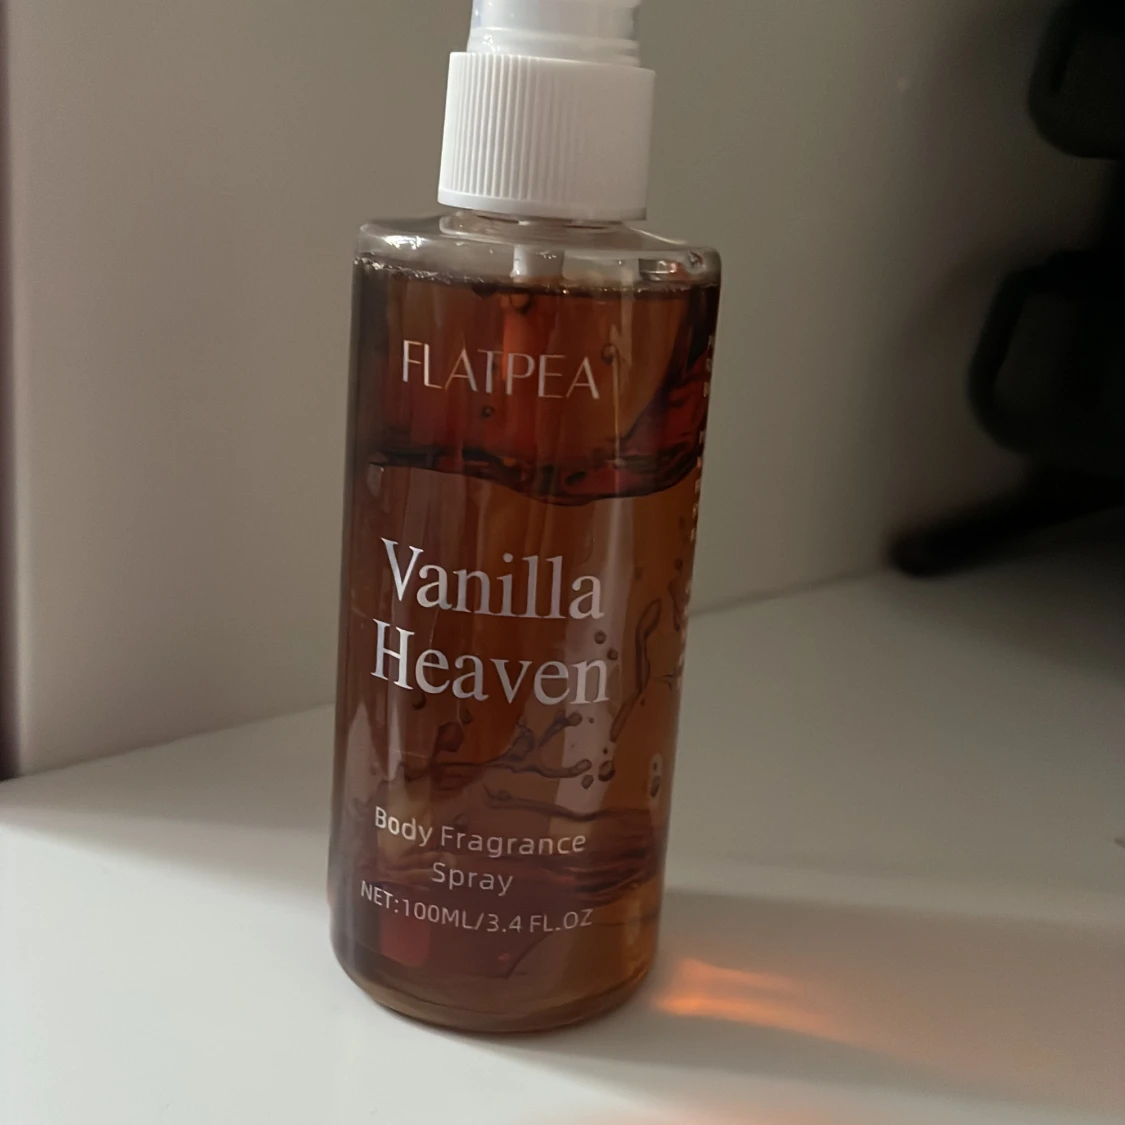 FLATPEA
Vanilla
Heaven
Body Fragrance
Spray
NET:100ML/3.4 FL.OZ